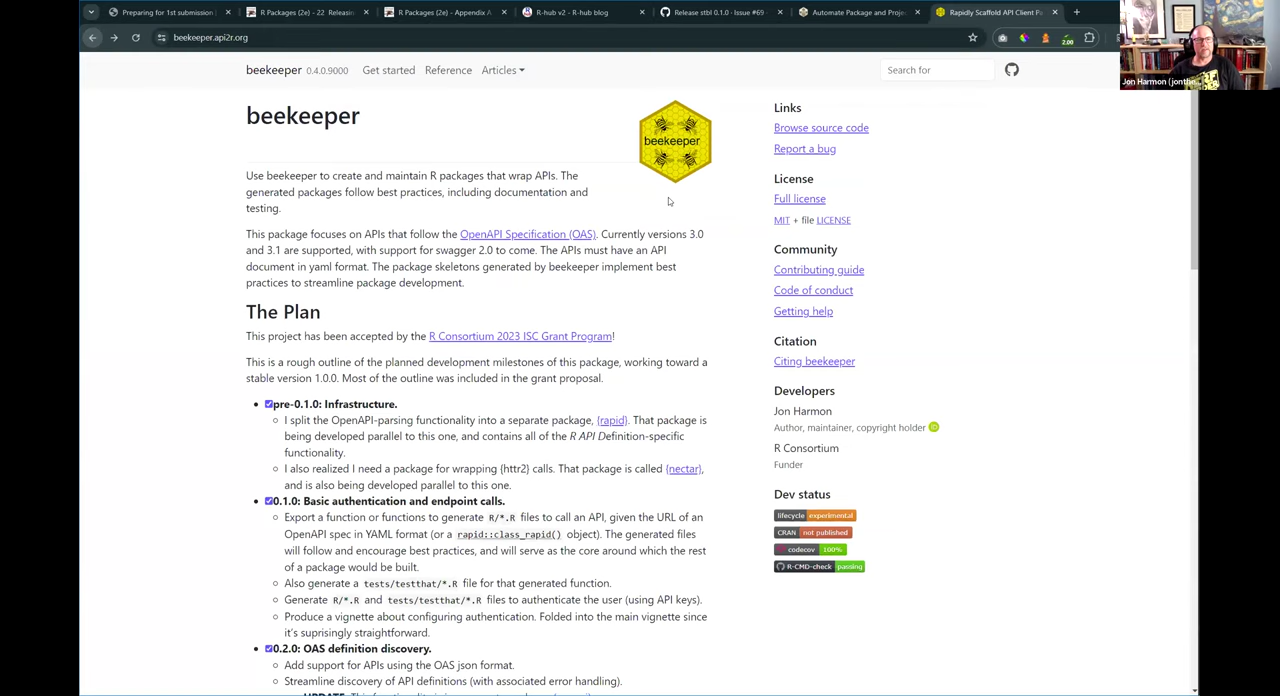 Preparing for 1st submission
R Packages (2e) - 22 Releasin
R Packages (2e) - Appendix A
R-hub v2 - R-hub blog
Release stbl 0.1.0 · Issue #69
Automate Package and Projec
Rapidly Scaffold API Client Pa
beekeeper.api2r.org
2.00
Jon Harmon (jonthe...
beekeeper 0.4.0.9000 Get started Reference Articles
Search for
beekeeper
beekeeper
Use beekeeper to create and maintain R packages that wrap APIs. The
generated packages follow best practices, including documentation and
testing.
This package focuses on APIs that follow the OpenAPI Specification (OAS). Currently versions 3.0
and 3.1 are supported, with support for swagger 2.0 to come. The APIs must have an API
document in yaml format. The package skeletons generated by beekeeper implement best
practices to streamline package development.
The Plan
This project has been accepted by the R Consortium 2023 ISC Grant Program!
This is a rough outline of the planned development milestones of this package, working toward a
stable version 1.0.0. Most of the outline was included in the grant proposal.
pre-0.1.0: Infrastructure.
I split the OpenAPI-parsing functionality into a separate package, {rapid}. That package is
being developed parallel to this one, and contains all of the R API Definition-specific
functionality.
I also realized I need a package for wrapping {httr2} calls. That package is called {nectar},
and is also being developed parallel to this one.
0.1.0: Basic authentication and endpoint calls.
Export a function or functions to generate R/*.R files to call an API, given the URL of an
OpenAPI spec in YAML format (or a rapid::class_rapid() object). The generated files
will follow and encourage best practices, and will serve as the core around which the rest
of a package would be built.
Also generate a tests/testthat/*.R file for that generated function.
Generate R/*.R and tests/testthat/*.R files to authenticate the user (using API keys).
Produce a vignette about configuring authentication. Folded into the main vignette since
it's suprisingly straightforward.
0.2.0: OAS definition discovery.
Add support for APIs using the OAS json format.
Streamline discovery of API definitions (with associated error handling).
Links
Browse source code
Report a bug
License
Full license
MIT + file LICENSE
Community
Contributing guide
Code of conduct
Getting help
Citation
Citing beekeeper
Developers
Jon Harmon
Author, maintainer, copyright holder
R Consortium
Funder
Dev status
lifecycle experimental
CRAN not published
codecov 100%
R-CMD-check passing